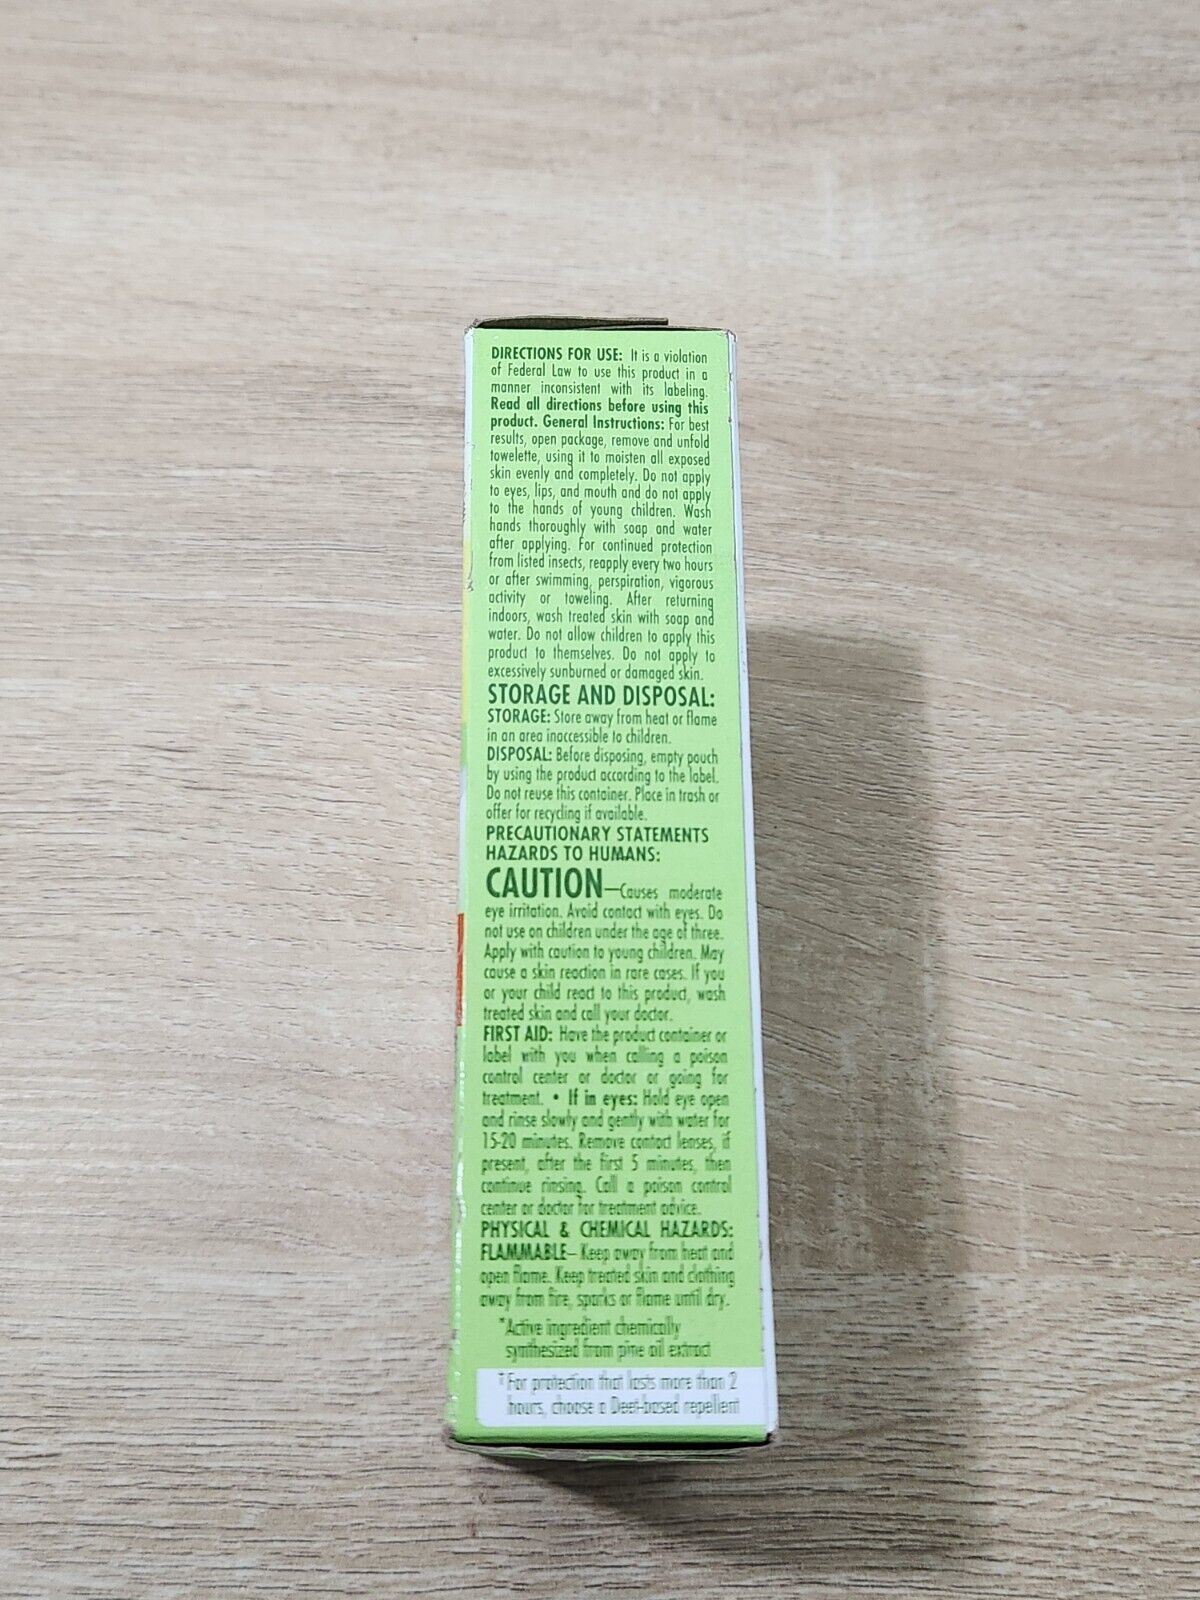 DIRECTIONS FOR USE: It is a violation
of Federal Law to use this product in a
manner inconsistent with its labeling.
Read all directions before using this
product. General Instructions: For best
results, open package, remove and unfold
towelette, using it to moisten all exposed
skin evenly and completely. Do not apply
to eyes, lips, and mouth and do not apply
to the hands of young children. Wash
hands thoroughly with soap and water
after applying. For continued protection
from listed insects, reapply every two hours
or after swimming, perspiration, vigorous
activity or toweling. After returning
indoors, wash treated skin with soap and
water. Do not allow children to apply this
product to themselves. Do not apply to
excessively sunburned or damaged skin.
STORAGE AND DISPOSAL:
STORAGE: Store away from heat or flame
in an area inaccessible to children.
DISPOSAL: Before disposing, empty pouch
by using the product according to the label.
Do not reuse this container. Place in trash or
offer for recycling if available.
PRECAUTIONARY STATEMENTS
HAZARDS TO HUMANS:
CAUTION—Causes moderate
eye irritation. Avoid contact with eyes. Do
not use on children under the age of three.
Apply with caution to young children. May
cause a skin reaction in rare cases. If you
or your child react to this product, wash
treated skin and call your doctor.
FIRST AID: Have the product container or
label with you when calling a poison
control center or doctor or going for
treatment. • If in eyes: Hold eye open
and rinse slowly and gently with water for
15-20 minutes. Remove contact lenses, if
present, after the first 5 minutes, then
continue rinsing. Call a poison control
center or doctor for treatment advice.
PHYSICAL & CHEMICAL HAZARDS:
FLAMMABLE– Keep away from heat and
open flame. Keep treated skin and clothing
away from fire, sparks or flame until dry.
*Active ingredient chemically
synthesized from pine oil extract
†For protection that lasts more than 2
hours, choose a Deet-based repellent